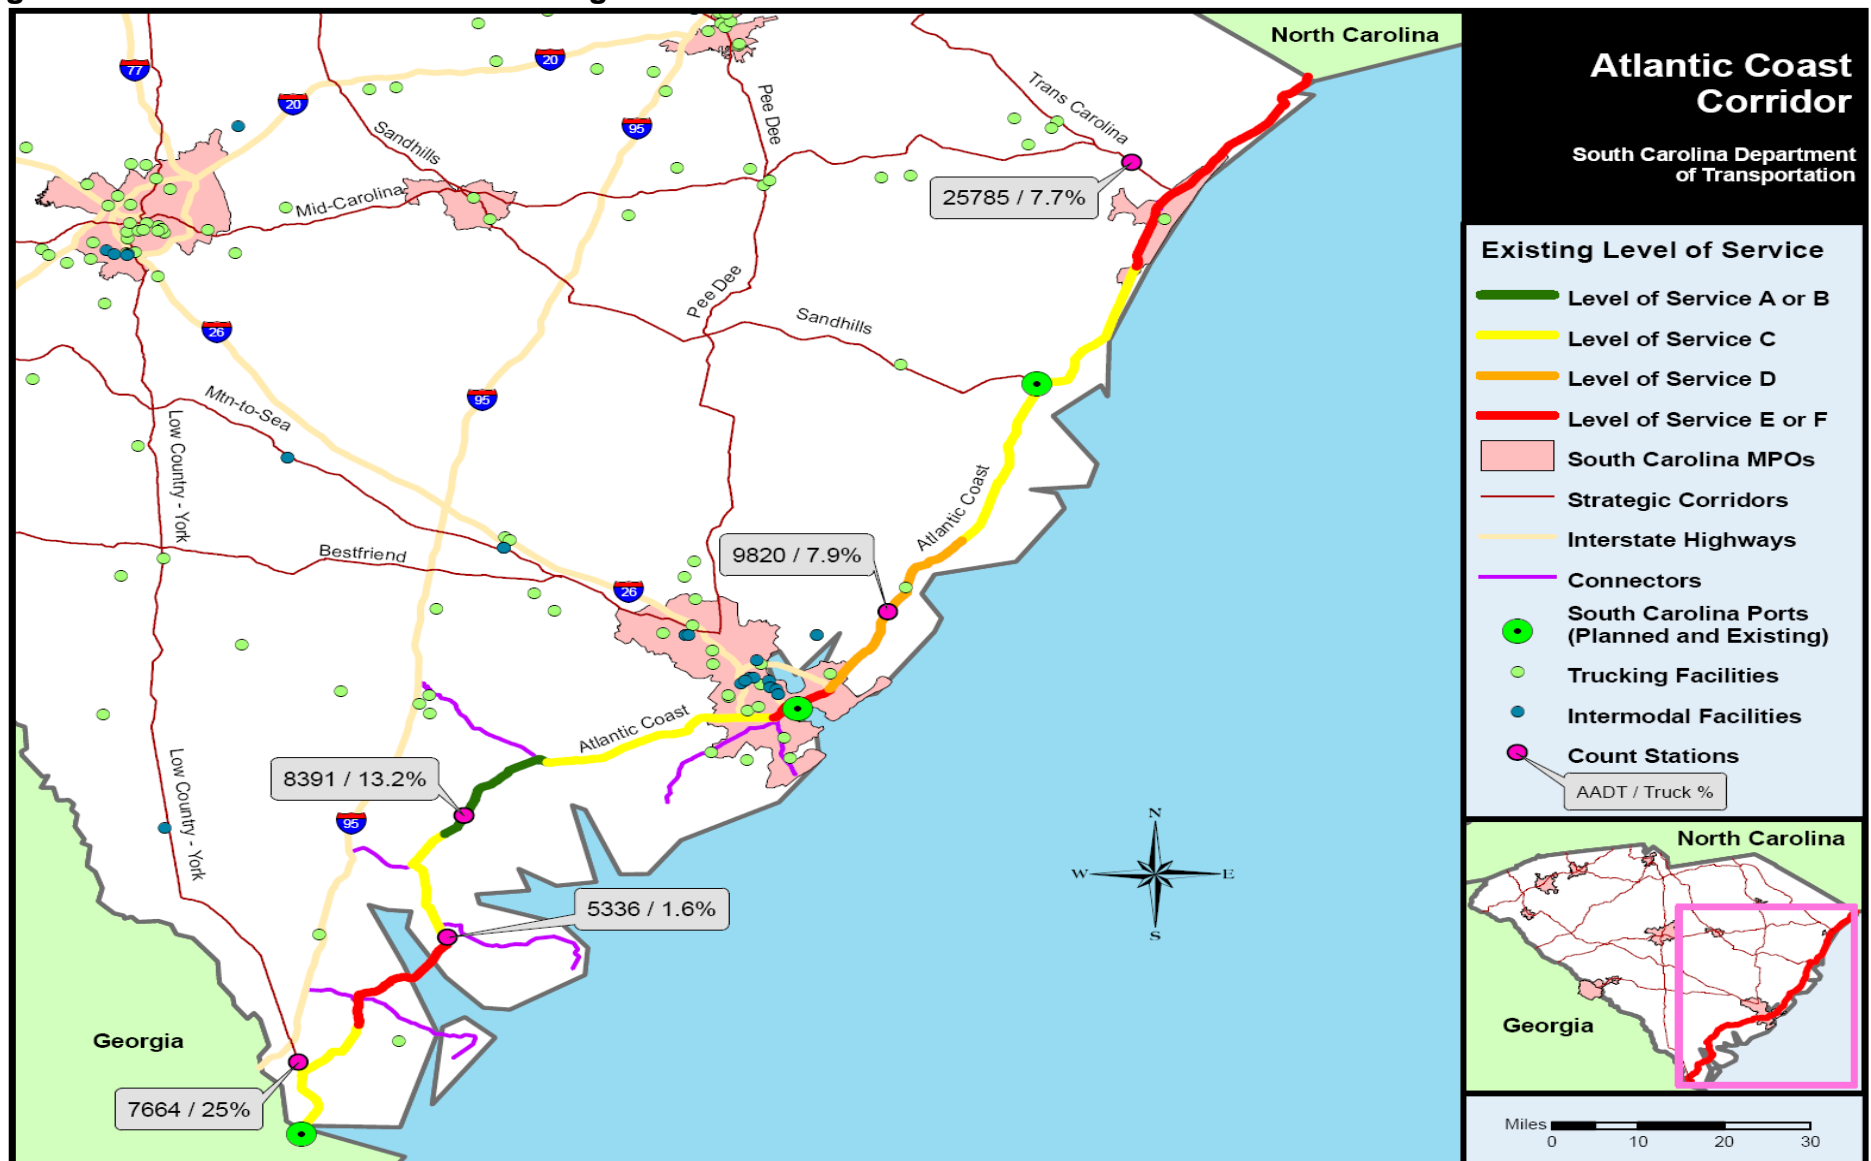 North Carolina
Atlantic Coast
Corridor
South Carolina Department
of Transportation
77
20
20
95
Pee Dee
Trans Carolina
Sandhills
Mid-Carolina
25785 / 7.7%
Pee Dee
Sandhills
26
95
Mtn-to-Sea
Low Country - York
Atlantic Coast
Bestfriend
9820 / 7.9%
26
Atlantic Coast
8391 / 13.2%
Low Country - York
95
5336 / 1.6%
Georgia
7664 / 25%
N
W
E
S
Existing Level of Service
Level of Service A or B
Level of Service C
Level of Service D
Level of Service E or F
South Carolina MPOs
Strategic Corridors
Interstate Highways
Connectors
South Carolina Ports
(Planned and Existing)
Trucking Facilities
Intermodal Facilities
Count Stations
AADT / Truck %
North Carolina
Georgia
Miles
0 10 20 30